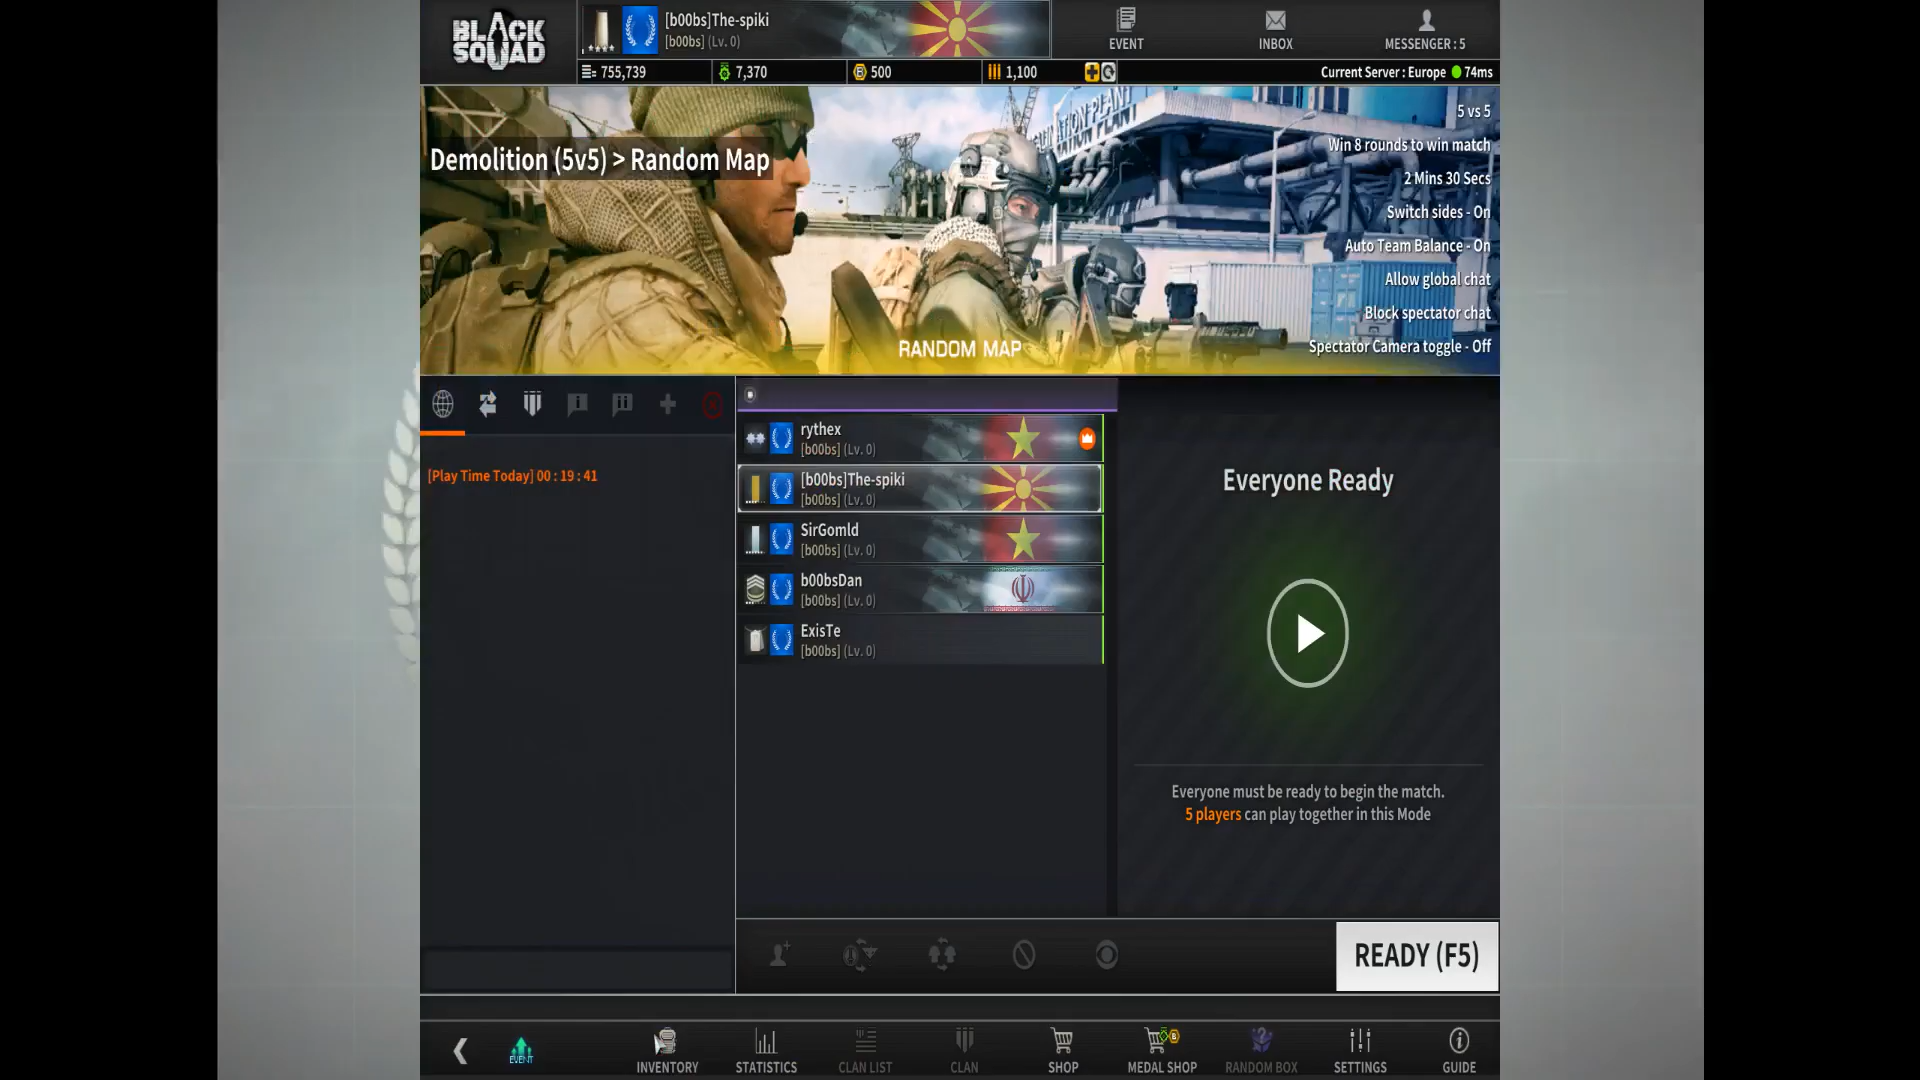 BLACK
SQUAD
[b00bs]The-spiki
[b00bs] (Lv. 0)
EVENT
INBOX
MESSENGER : 5
755,739
7,370
500
1,100
Current Server : Europe
74ms
Demolition (5v5) > Random Map
5 vs 5
Win 8 rounds to win match
2 Mins 30 Secs
Switch sides - On
Auto Team Balance - On
Allow global chat
Block spectator chat
Spectator Camera toggle - Off
RANDOM MAP
[Play Time Today] 00 : 19 : 41
rythex
[b00bs] (Lv. 0)
[b00bs]The-spiki
[b00bs] (Lv. 0)
SirGomld
[b00bs] (Lv. 0)
b00bsDan
[b00bs] (Lv. 0)
ExisTe
[b00bs] (Lv. 0)
Everyone Ready
Everyone must be ready to begin the match.
5 players can play together in this Mode
READY (F5)
EVENT
INVENTORY
STATISTICS
CLAN LIST
CLAN
SHOP
MEDAL SHOP
RANDOM BOX
SETTINGS
GUIDE